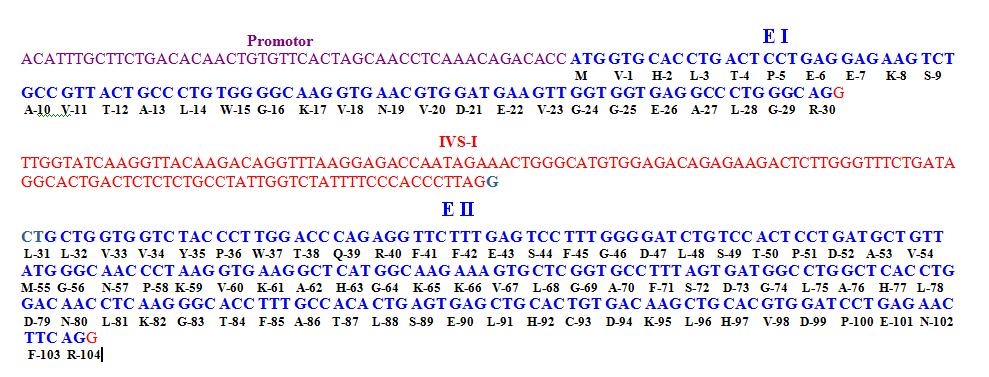 Promotor E I
ACATTTGCTTCTGACACAACTGTGTTCACTAGCAACCTCAAACAGACACC ATG GTG CACC TGACT CCTGAG GAGAAG TCT
M V-1 H-2 L-3 T-4 P-5 E-6 E-7 K-8 S-9
GCC GTT ACT GCC CTG TGG GGC AAG GTG AAC GTG GAT GAA GTT GGT GGT GAG GCC CTG GGC AGG
A-10 V-11 T-12 A-13 L-14 W-15 G-16 K-17 V-18 N-19 V-20 D-21 E-22 V-23 G-24 G-25 E-26 A-27 L-28 G-29 R-30
IVS-I
TTGGTATCAAGGTTACAAGACAGGTTTAAGGAGACCAATAGAAACTGGGCATGTGGAGACAGAGAAGACTCTTGGGTTTCTGATA
GGCACTGACTCTCTCTGCCTATTGGTCTATTTTCCCACCCTTAGG
E II
CTG CTG GTG GTC TAC CCT TGG ACC CAG AGG TTC TTT GAG TCC TTT GGG GAT CTG TCC ACT CCT GAT GCT GTT
L-31 L-32 V-33 V-34 Y-35 P-36 W-37 T-38 Q-39 R-40 F-41 F-42 E-43 S-44 F-45 G-46 D-47 L-48 S-49 T-50 P-51 D-52 A-53 V-54
ATG GGC AAC CCT AAG GTG AAG GCT CAT GGC AAG AAA GTG CTC GGT GCC TTT AGT GAT GGC CTG GCT CAC CTG
M-55 G-56 N-57 P-58 K-59 V-60 K-61 A-62 H-63 G-64 K-65 K-66 V-67 L-68 G-69 A-70 F-71 S-72 D-73 G-74 L-75 A-76 H-77 L-78
GAC AAC CTC AAG GGC ACC TTT GCC ACA CTG AGT GAG CTG CAC TGT GAC AAG CTG CAC GTG GAT CCT GAG AAC
D-79 N-80 L-81 K-82 G-83 T-84 F-85 A-86 T-87 L-88 S-89 E-90 L-91 H-92 C-93 D-94 K-95 L-96 H-97 V-98 D-99 P-100 E-101 N-102
TTC AGG
F-103 R-104